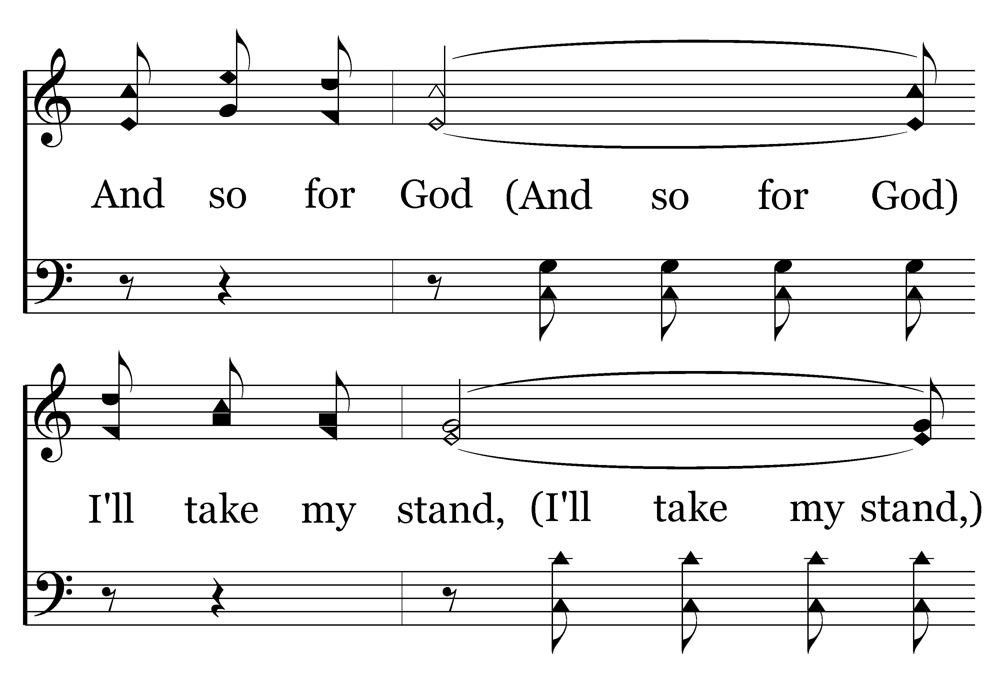 And so for God (And so for God)
I'll take my stand, (I'll take my stand,)